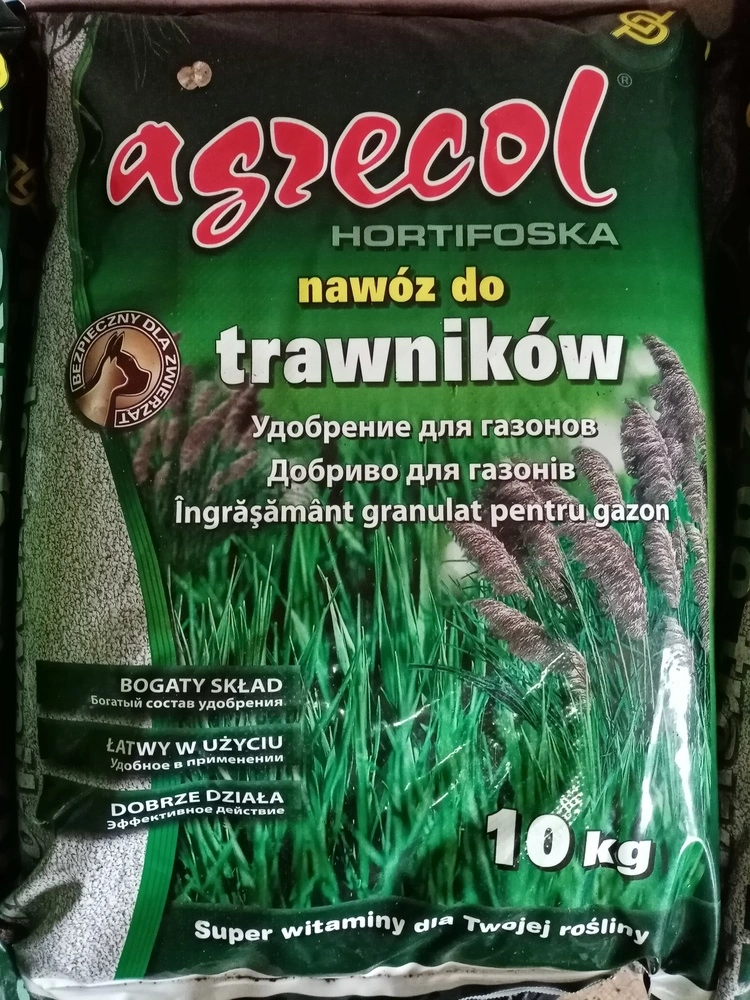 agrecol®
HORTIFOSKA
nawóz do
trawników
BEZPIECZNY DLA ZWIERZĄT
Удобрение для газонов
Добриво для газонів
Îngrăşământ granulat pentru gazon
BOGATY SKŁAD
Богатый состав удобрения
ŁATWY W UŻYCIU
Удобное в применении
DOBRZE DZIAŁA
Эффективное действие
10 kg
Super witaminy dla Twojej rośliny